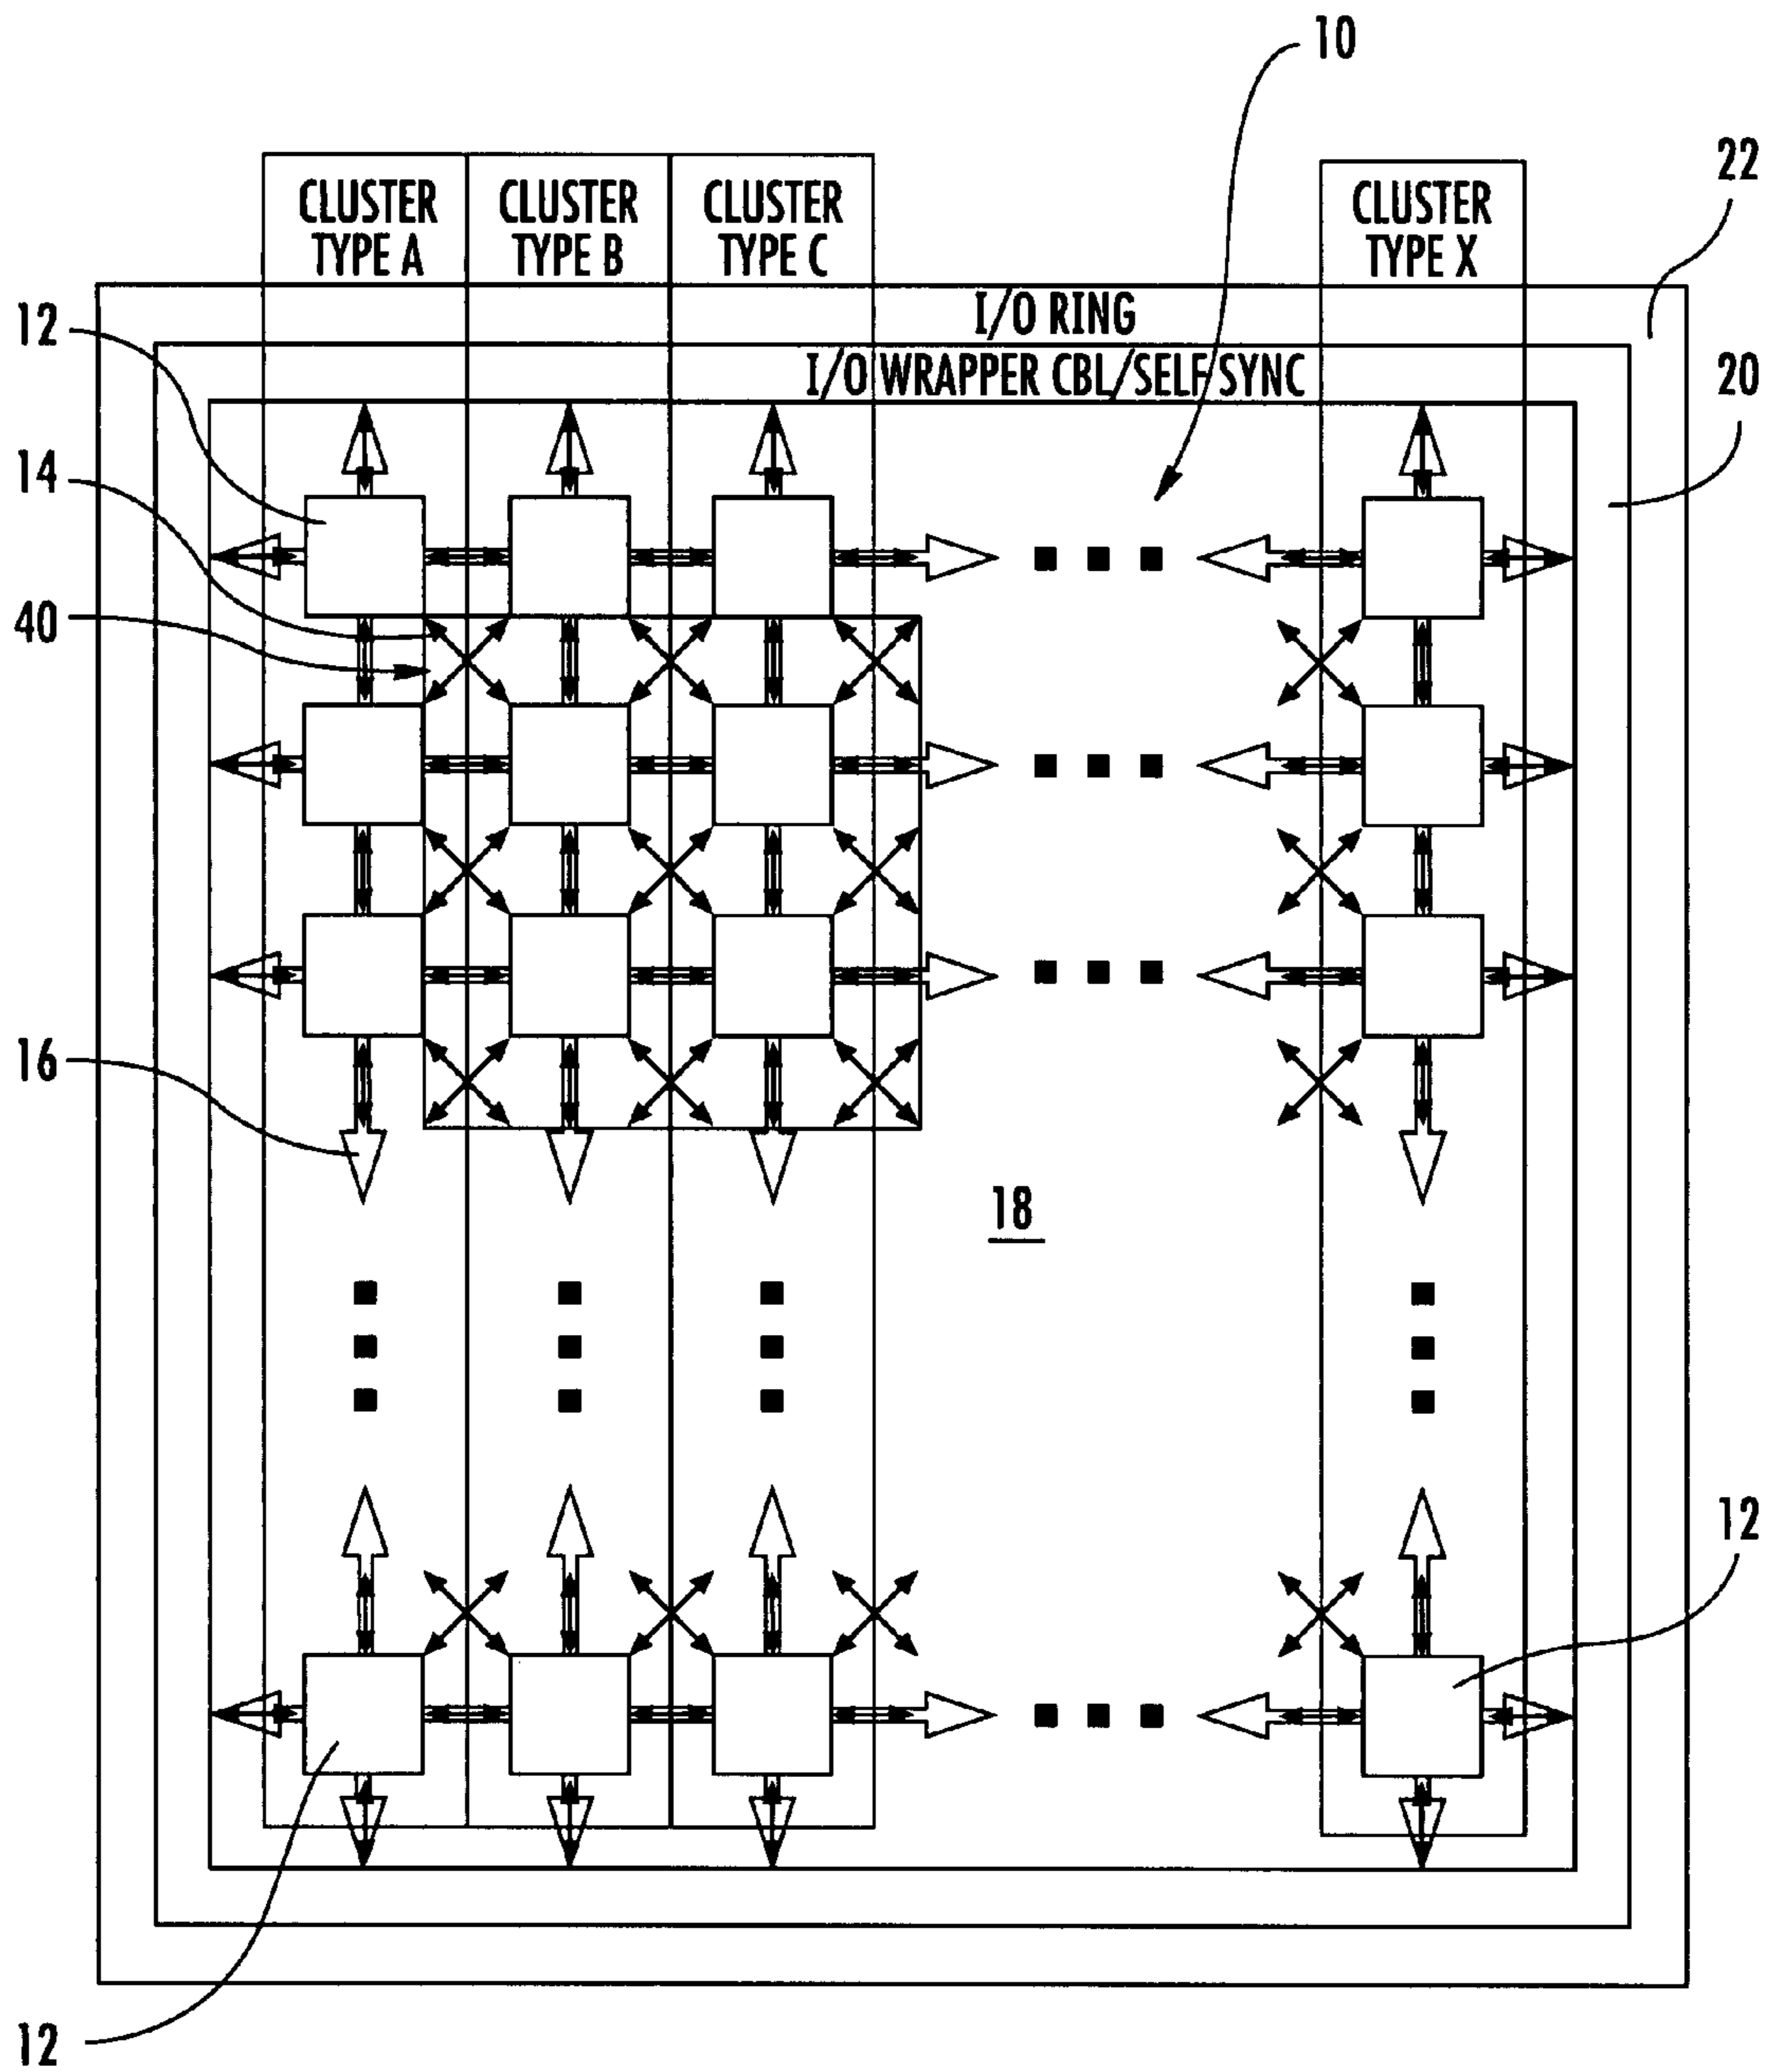 10
22
CLUSTER TYPE A
CLUSTER TYPE B
CLUSTER TYPE C
CLUSTER TYPE X
I/O RING
12
I/O WRAPPER CBL/SELF SYNC
20
14
40
16
18
12
12